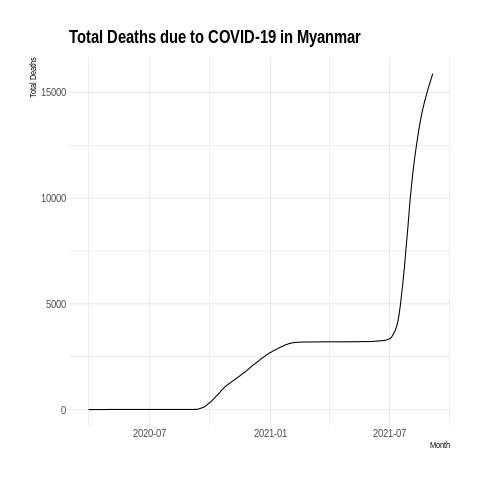 Total Deaths due to COVID-19 in Myanmar
Total Deaths
15000
10000
5000
0
2020-07 2021-01 2021-07
Month